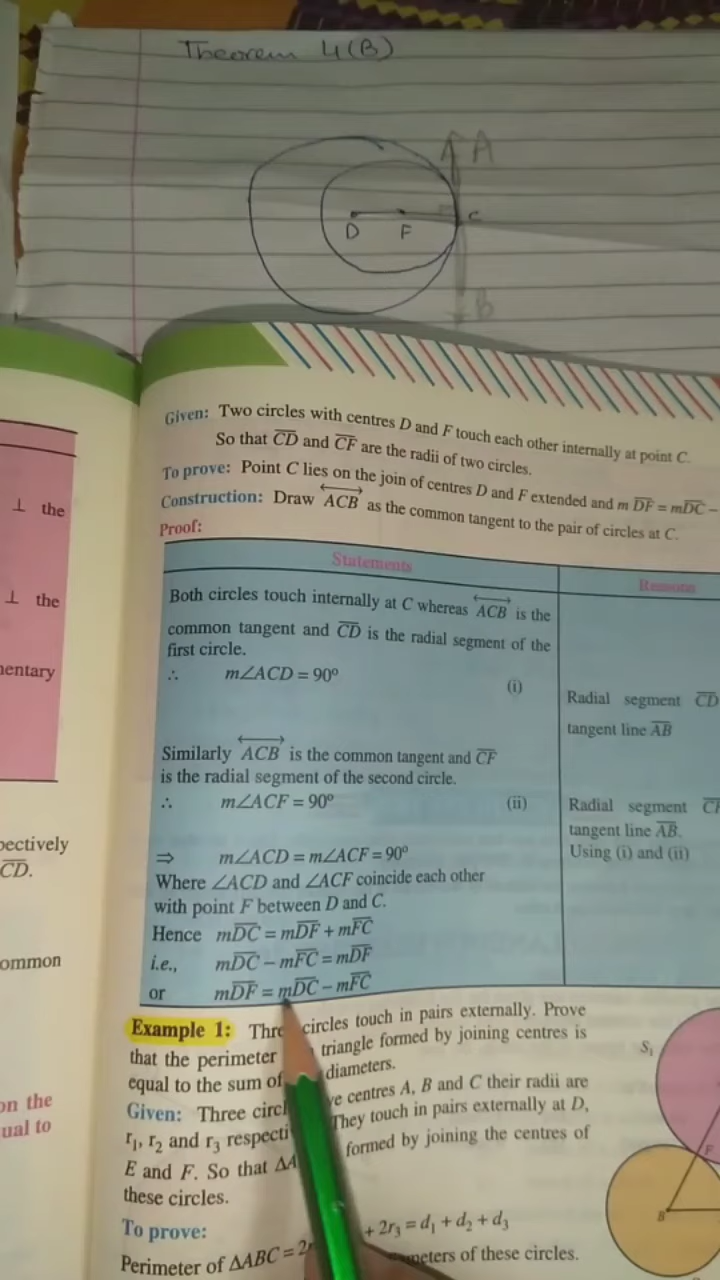 Theorem 4(B)
A
D F C
B
Given: Two circles with centres D and F touch each other internally at point C.
So that CD and CF are the radii of two circles.
To prove: Point C lies on the join of centres D and F extended and m DF = mDC −
Construction: Draw ACB as the common tangent to the pair of circles at C.
Proof:
Statements
Reasons
Both circles touch internally at C whereas ACB is the
common tangent and CD is the radial segment of the
first circle.
∴ m∠ACD = 90° (i)
Radial segment CD
tangent line AB
Similarly ACB is the common tangent and CF
is the radial segment of the second circle.
∴ m∠ACF = 90° (ii)
Radial segment
tangent line AB.
Using (i) and (ii)
⇒ m∠ACD = m∠ACF = 90°
Where ∠ACD and ∠ACF coincide each other
with point F between D and C.
Hence mDC = mDF + mFC
i.e., mDC − mFC = mDF
or mDF = mDC − mFC
Example 1: circles touch in pairs externally. Prove
that the perimeter triangle formed by joining centres is
equal to the sum of diameters.
Given: Three centres A, B and C their radii are
r₁, r₂ and r₃ They touch in pairs externally at D,
E and F. So that formed by joining the centres of
these circles.
To prove:
Perimeter of ΔABC = + 2r₃ = d₁ + d₂ + d₃
of these circles.
S₁
F
B
⊥ the
⊥ the
CD.
on the